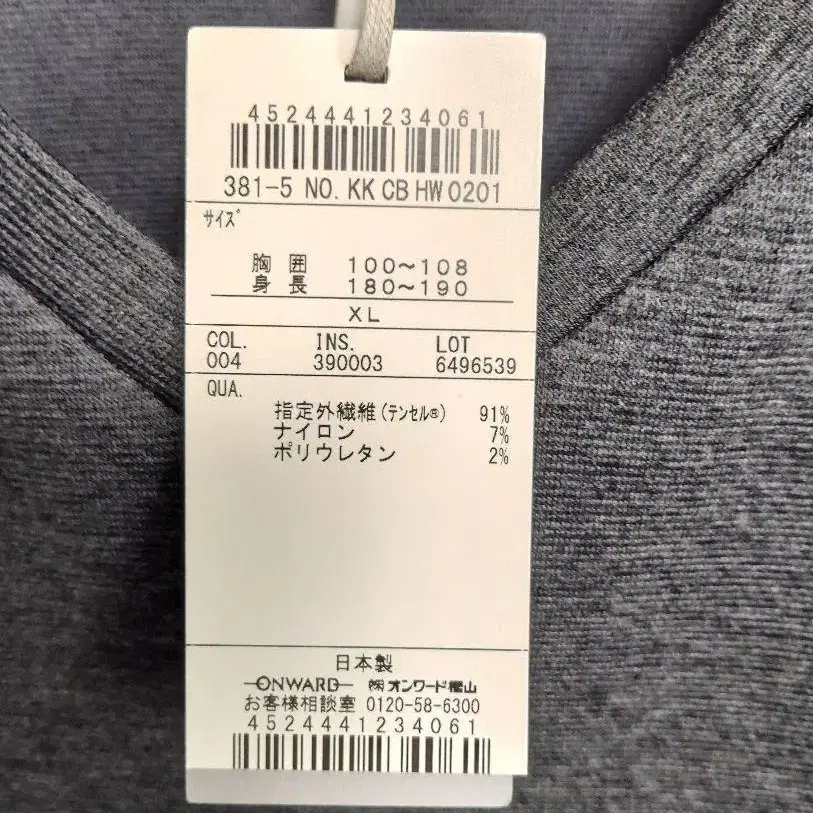 4524441234061
381-5 NO. KK CB HW 0201
サイズ
胸囲 100~108
身長 180~190
XL
COL. INS. LOT
004 390003 6496539
QUA.
指定外繊維(テンセル®) 91%
ナイロン 7%
ポリウレタン 2%
日本製
ONWARD ㈱オンワード樫山
お客様相談室 0120-58-6300
4524441234061